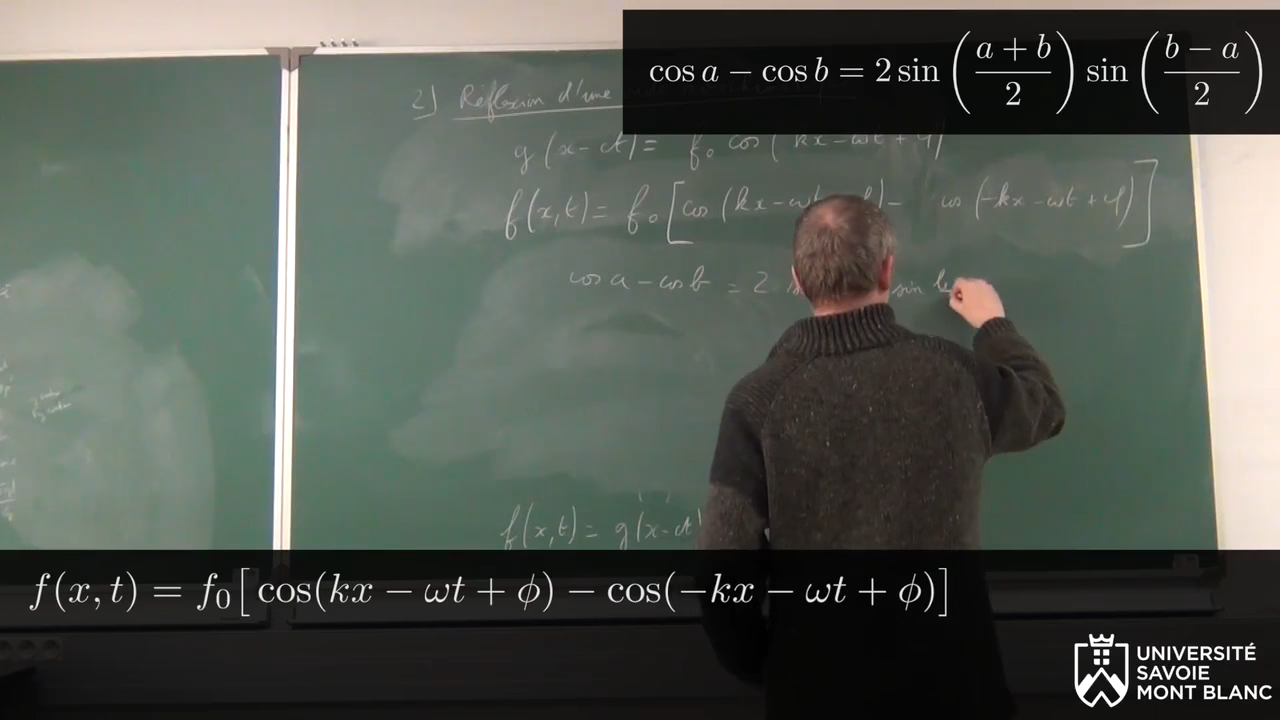 cos a − cos b = 2 sin ( (a + b) / 2 ) sin ( (b − a) / 2 )
2) Réflexion d'une
g(x-ct) = f₀ cos( kx-ωt + φ)
f(x,t) = f₀ [cos (kx-ωt φ) - cos (-kx-ωt+φ)]
cos a - cos b = 2 sin
f(x,t) = g(x-ct)
f(x, t) = f₀[ cos(kx − ωt + ϕ) − cos(−kx − ωt + ϕ)]
UNIVERSITÉ
SAVOIE
MONT BLANC